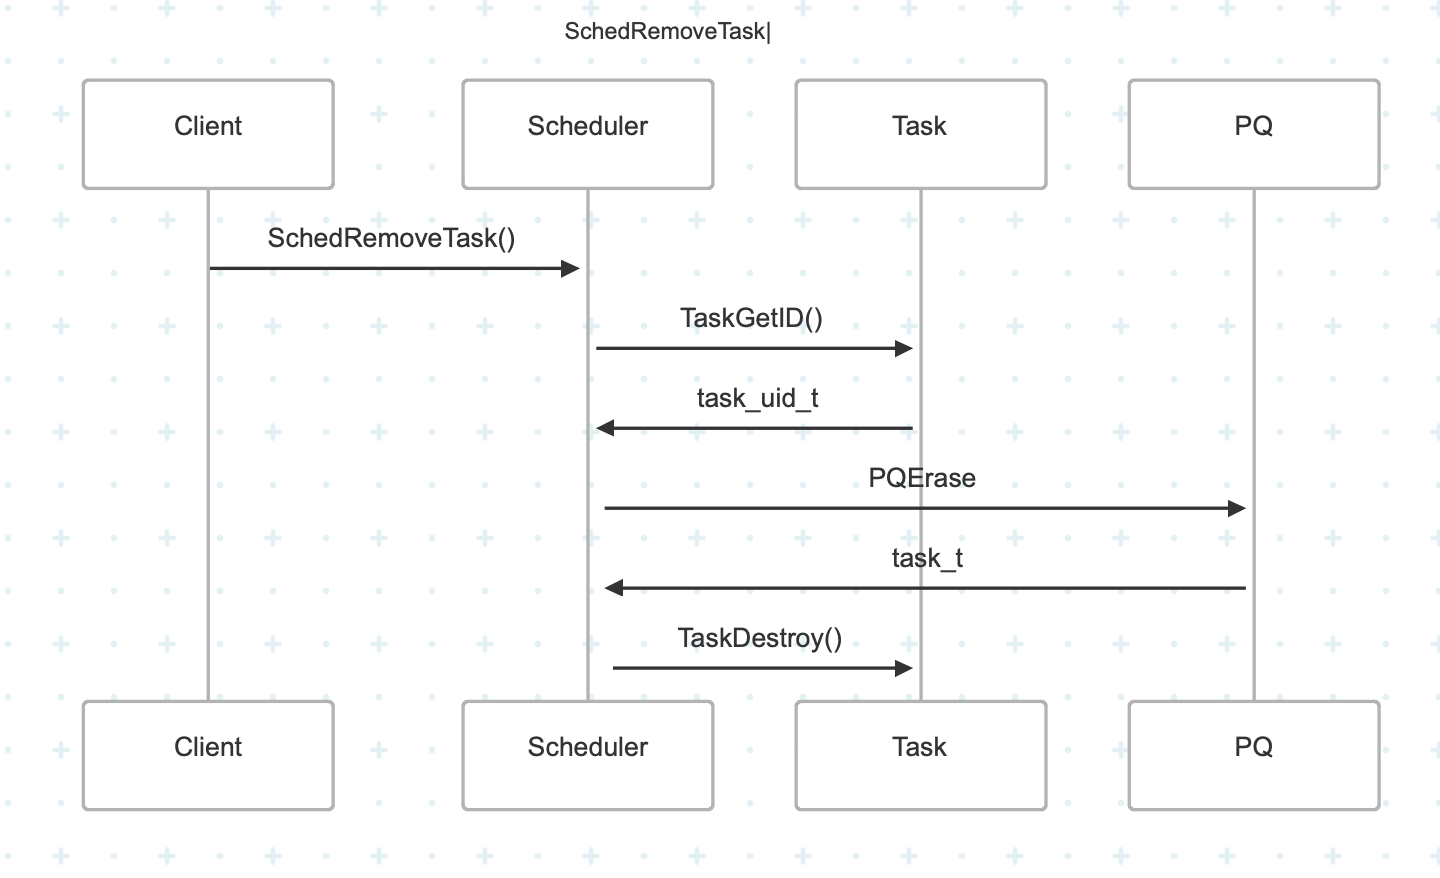 SchedRemoveTask|
Client
Scheduler
Task
PQ
SchedRemoveTask()
TaskGetID()
task_uid_t
PQErase
task_t
TaskDestroy()
Client
Scheduler
Task
PQ